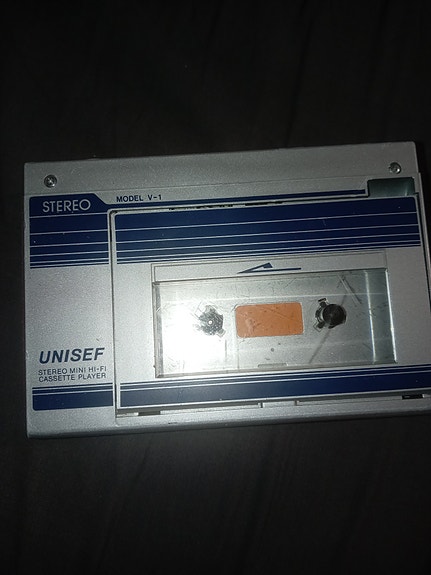 STEREO
MODEL V-1
UNISEF
STEREO MINI HI-FI
CASSETTE PLAYER